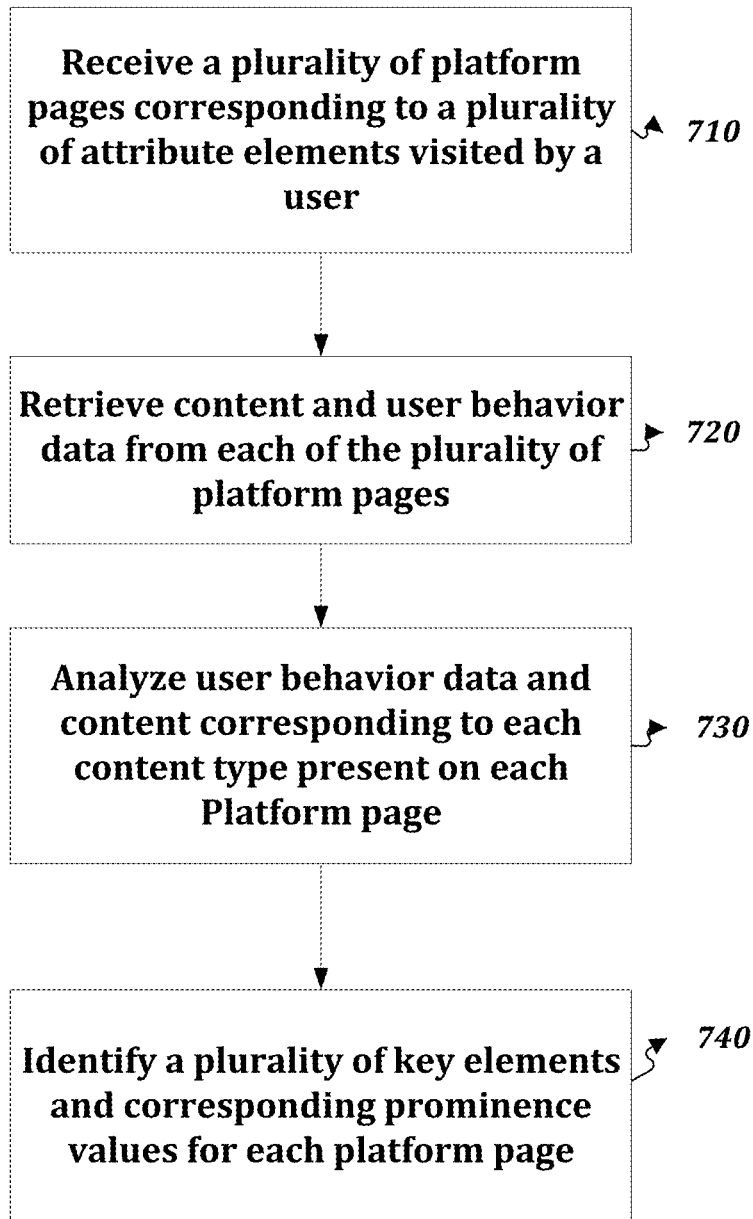 Receive a plurality of platform
pages corresponding to a plurality
of attribute elements visited by a
user
710
Retrieve content and user behavior
data from each of the plurality of
platform pages
720
Analyze user behavior data and
content corresponding to each
content type present on each
Platform page
730
Identify a plurality of key elements
and corresponding prominence
values for each platform page
740